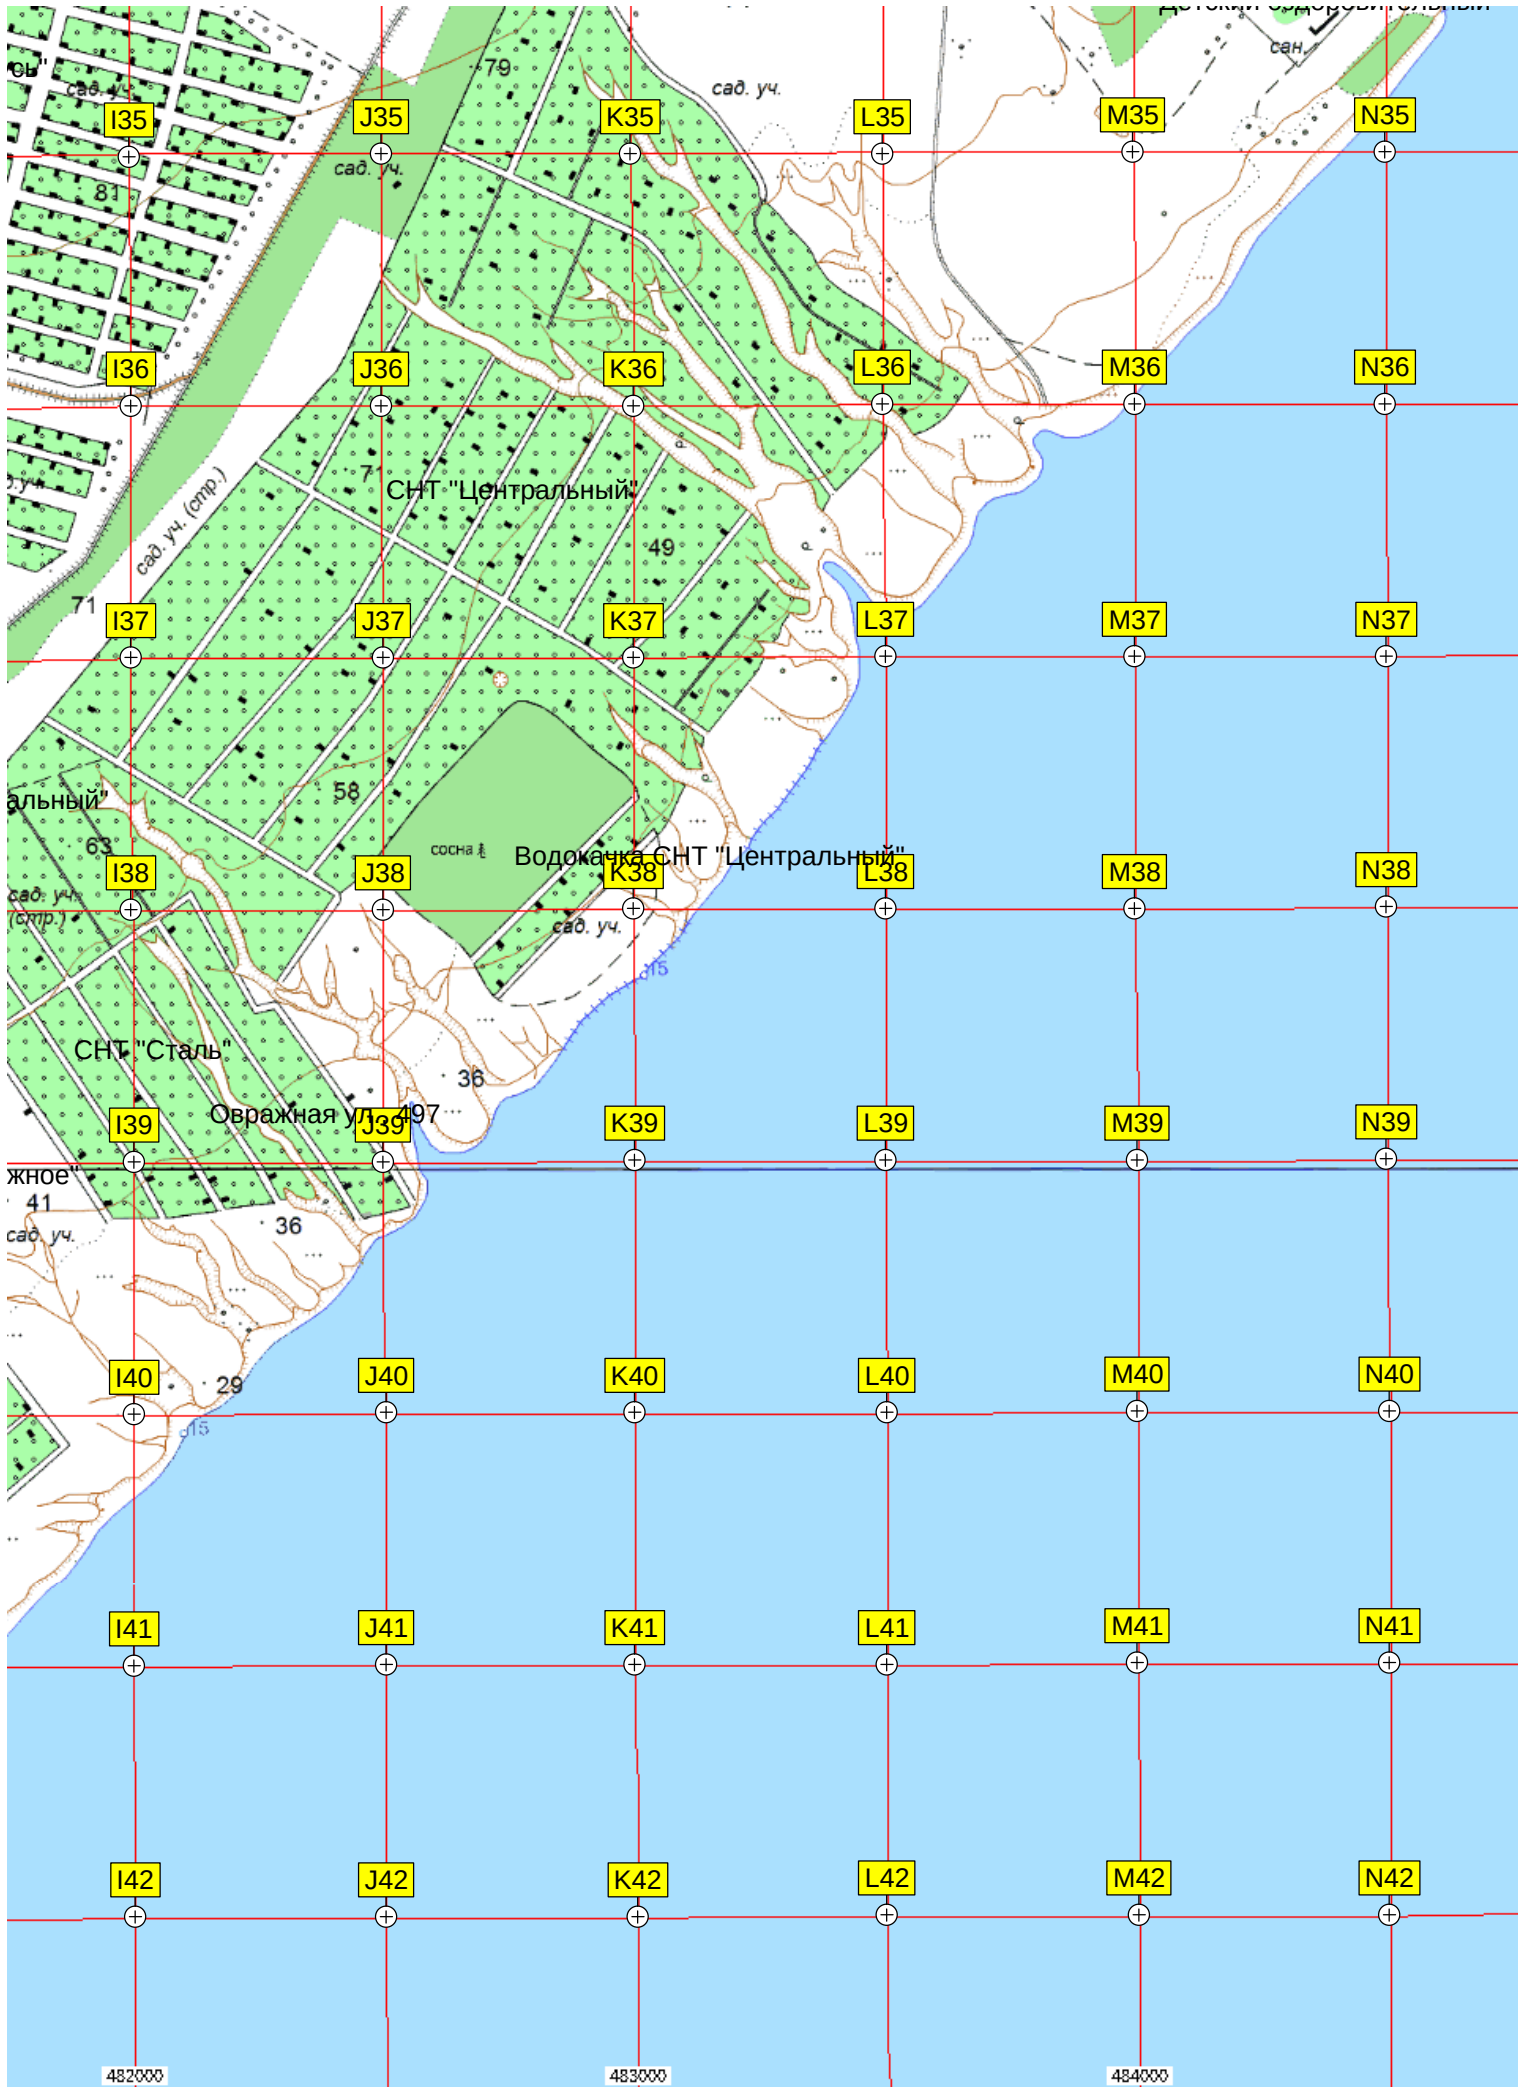 сь"
сад. уч.
79
сад. уч.
сан.
I35
J35
K35
L35
M35
N35
сад. уч.
81
I36
J36
K36
L36
M36
N36
71
СНТ "Центральный"
сад. уч. (стр.)
49
71
I37
J37
K37
L37
M37
N37
58
альный"
63
сосна
Водокачка СНТ "Центральный"
I38
J38
K38
L38
M38
N38
сад. уч.
(стр.)
сад. уч.
15
СНТ "Сталь"
36
Овражная ул., 497
I39
J39
K39
L39
M39
N39
жное"
41
36
сад. уч.
I40
J40
K40
L40
M40
N40
29
15
I41
J41
K41
L41
M41
N41
I42
J42
K42
L42
M42
N42
482000
483000
484000